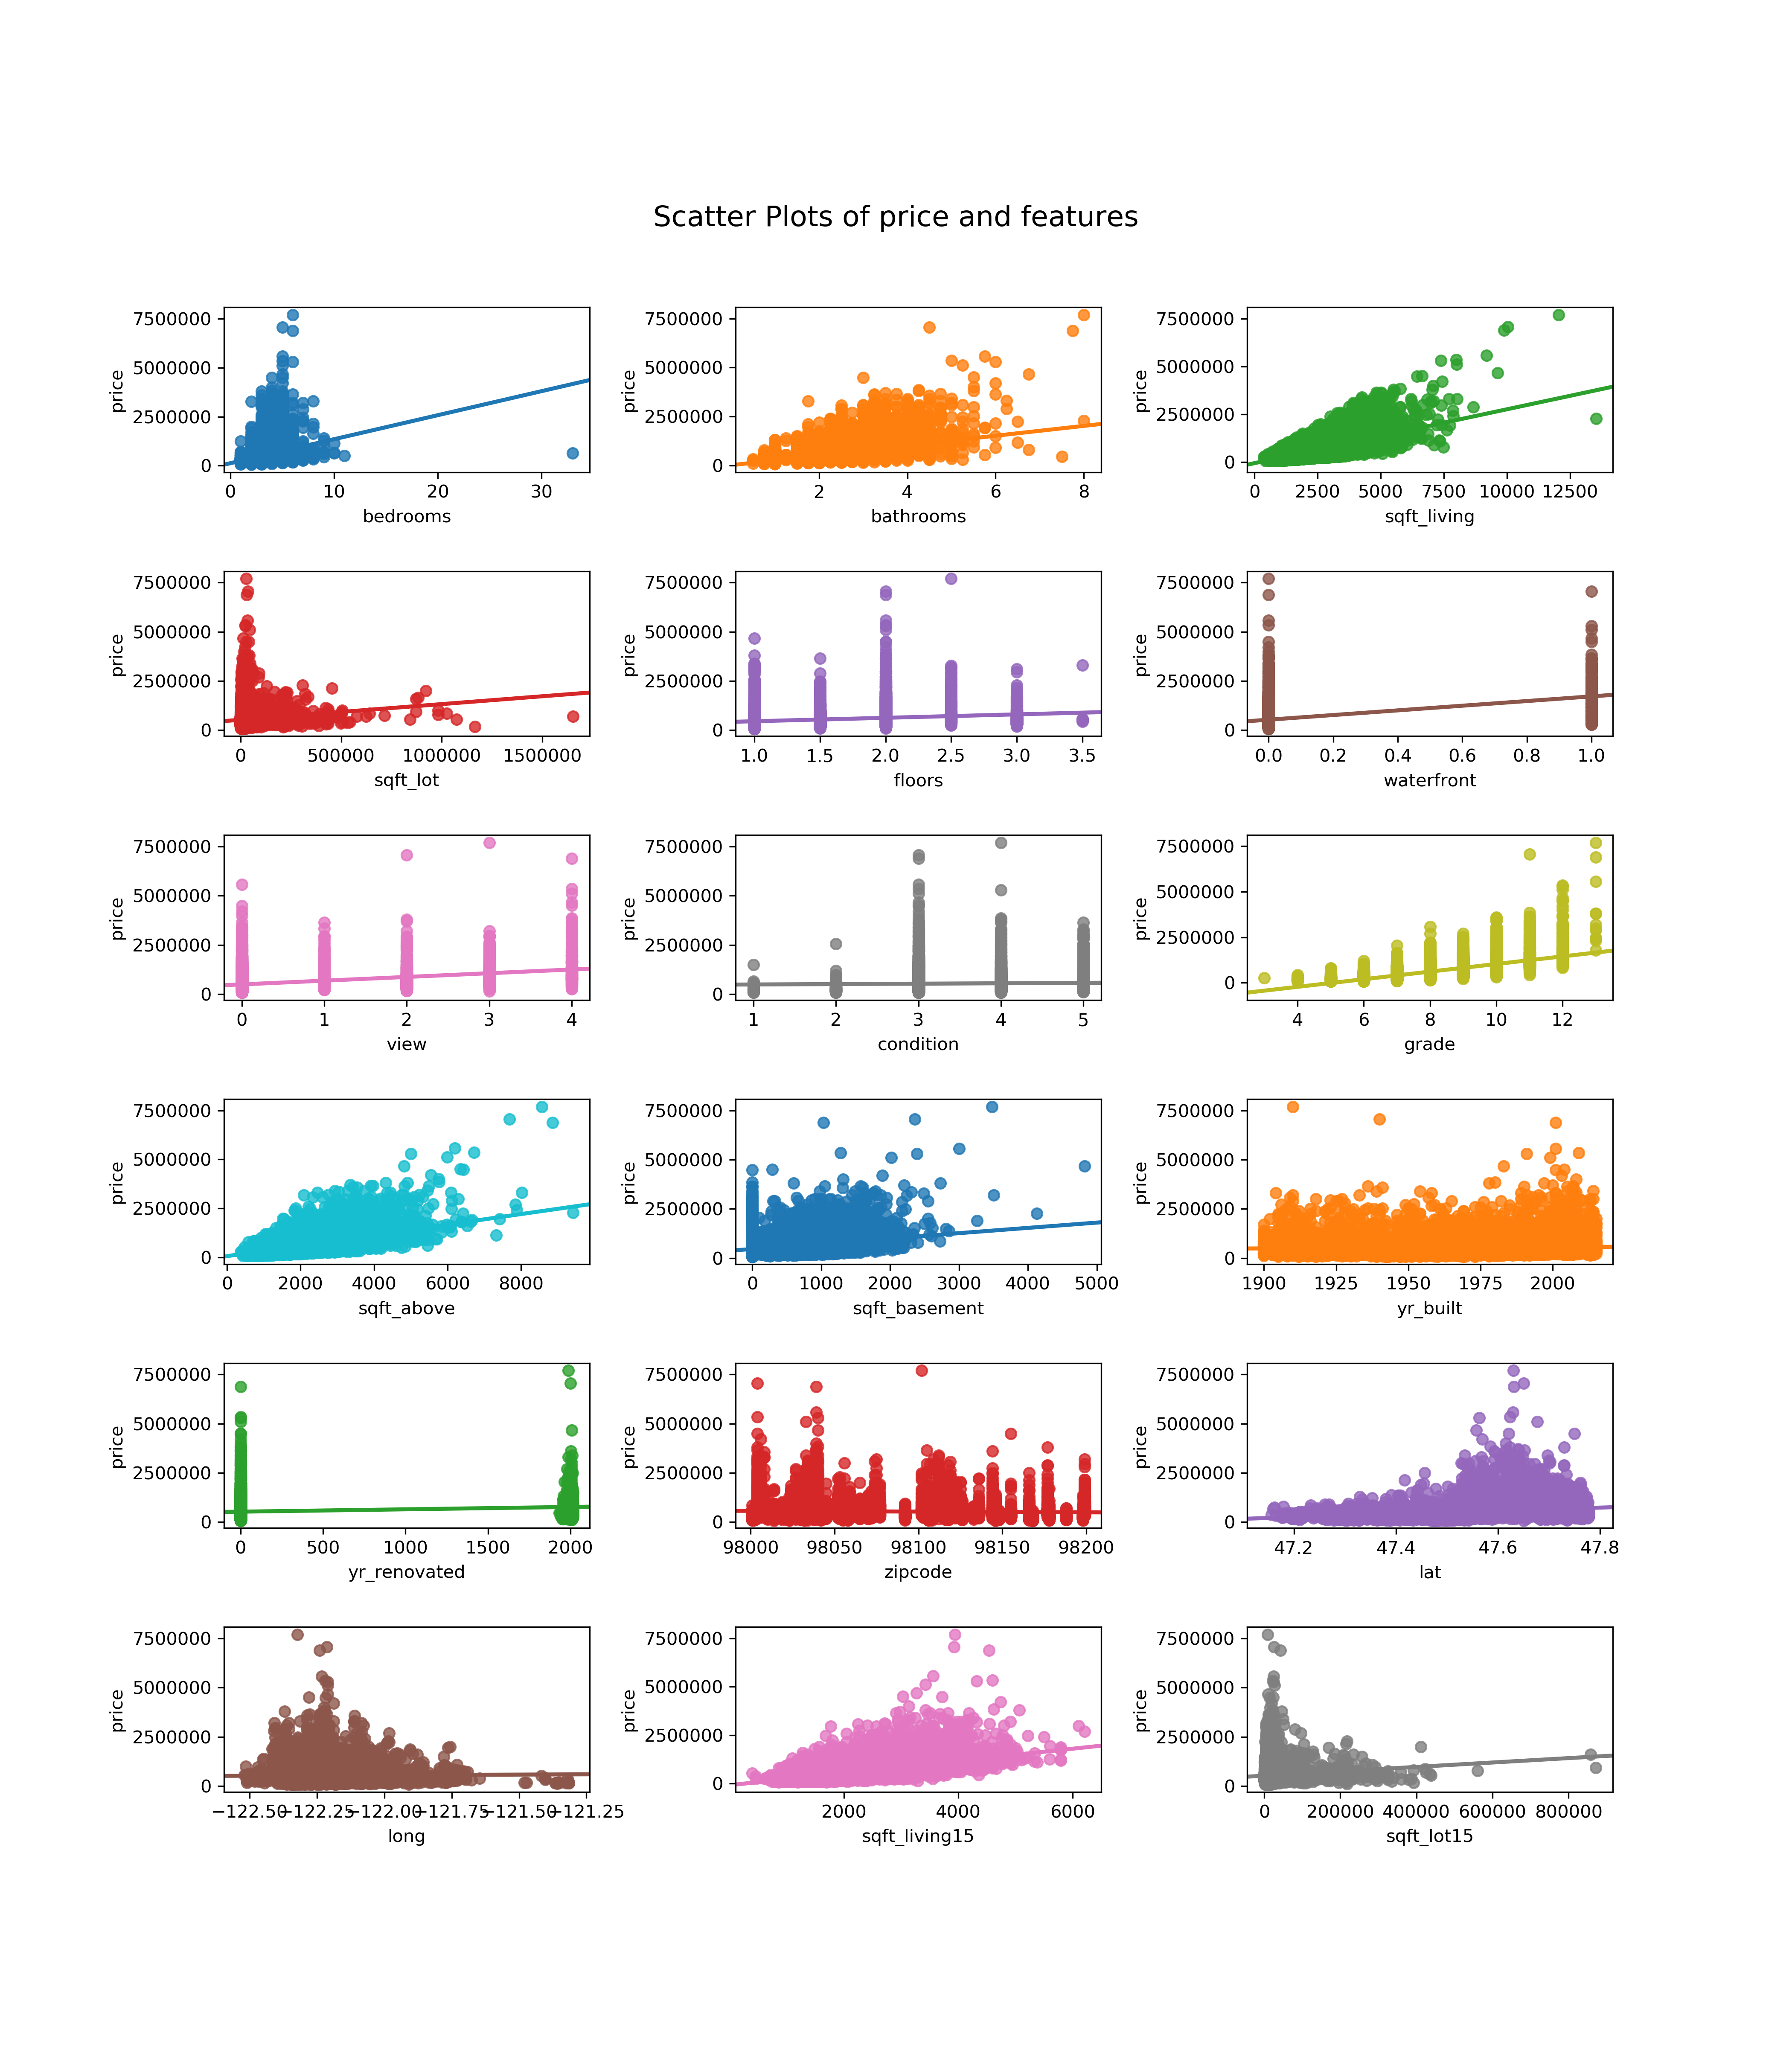 Scatter Plots of price and features
7500000 5000000 2500000 0
price
0 10 20 30
bedrooms
7500000 5000000 2500000 0
price
2 4 6 8
bathrooms
7500000 5000000 2500000 0
price
0 2500 5000 7500 10000 12500
sqft_living
7500000 5000000 2500000 0
price
0 500000 1000000 1500000
sqft_lot
7500000 5000000 2500000 0
price
1.0 1.5 2.0 2.5 3.0 3.5
floors
7500000 5000000 2500000 0
price
0.0 0.2 0.4 0.6 0.8 1.0
waterfront
7500000 5000000 2500000 0
price
0 1 2 3 4
view
7500000 5000000 2500000 0
price
1 2 3 4 5
condition
7500000 5000000 2500000 0
price
4 6 8 10 12
grade
7500000 5000000 2500000 0
price
0 2000 4000 6000 8000
sqft_above
7500000 5000000 2500000 0
price
0 1000 2000 3000 4000 5000
sqft_basement
7500000 5000000 2500000 0
price
1900 1925 1950 1975 2000
yr_built
7500000 5000000 2500000 0
price
0 500 1000 1500 2000
yr_renovated
7500000 5000000 2500000 0
price
98000 98050 98100 98150 98200
zipcode
7500000 5000000 2500000 0
price
47.2 47.4 47.6 47.8
lat
7500000 5000000 2500000 0
price
−122.50 −122.25 −122.00 −121.75 −121.50 −121.25
long
7500000 5000000 2500000 0
price
2000 4000 6000
sqft_living15
7500000 5000000 2500000 0
price
0 200000 400000 600000 800000
sqft_lot15